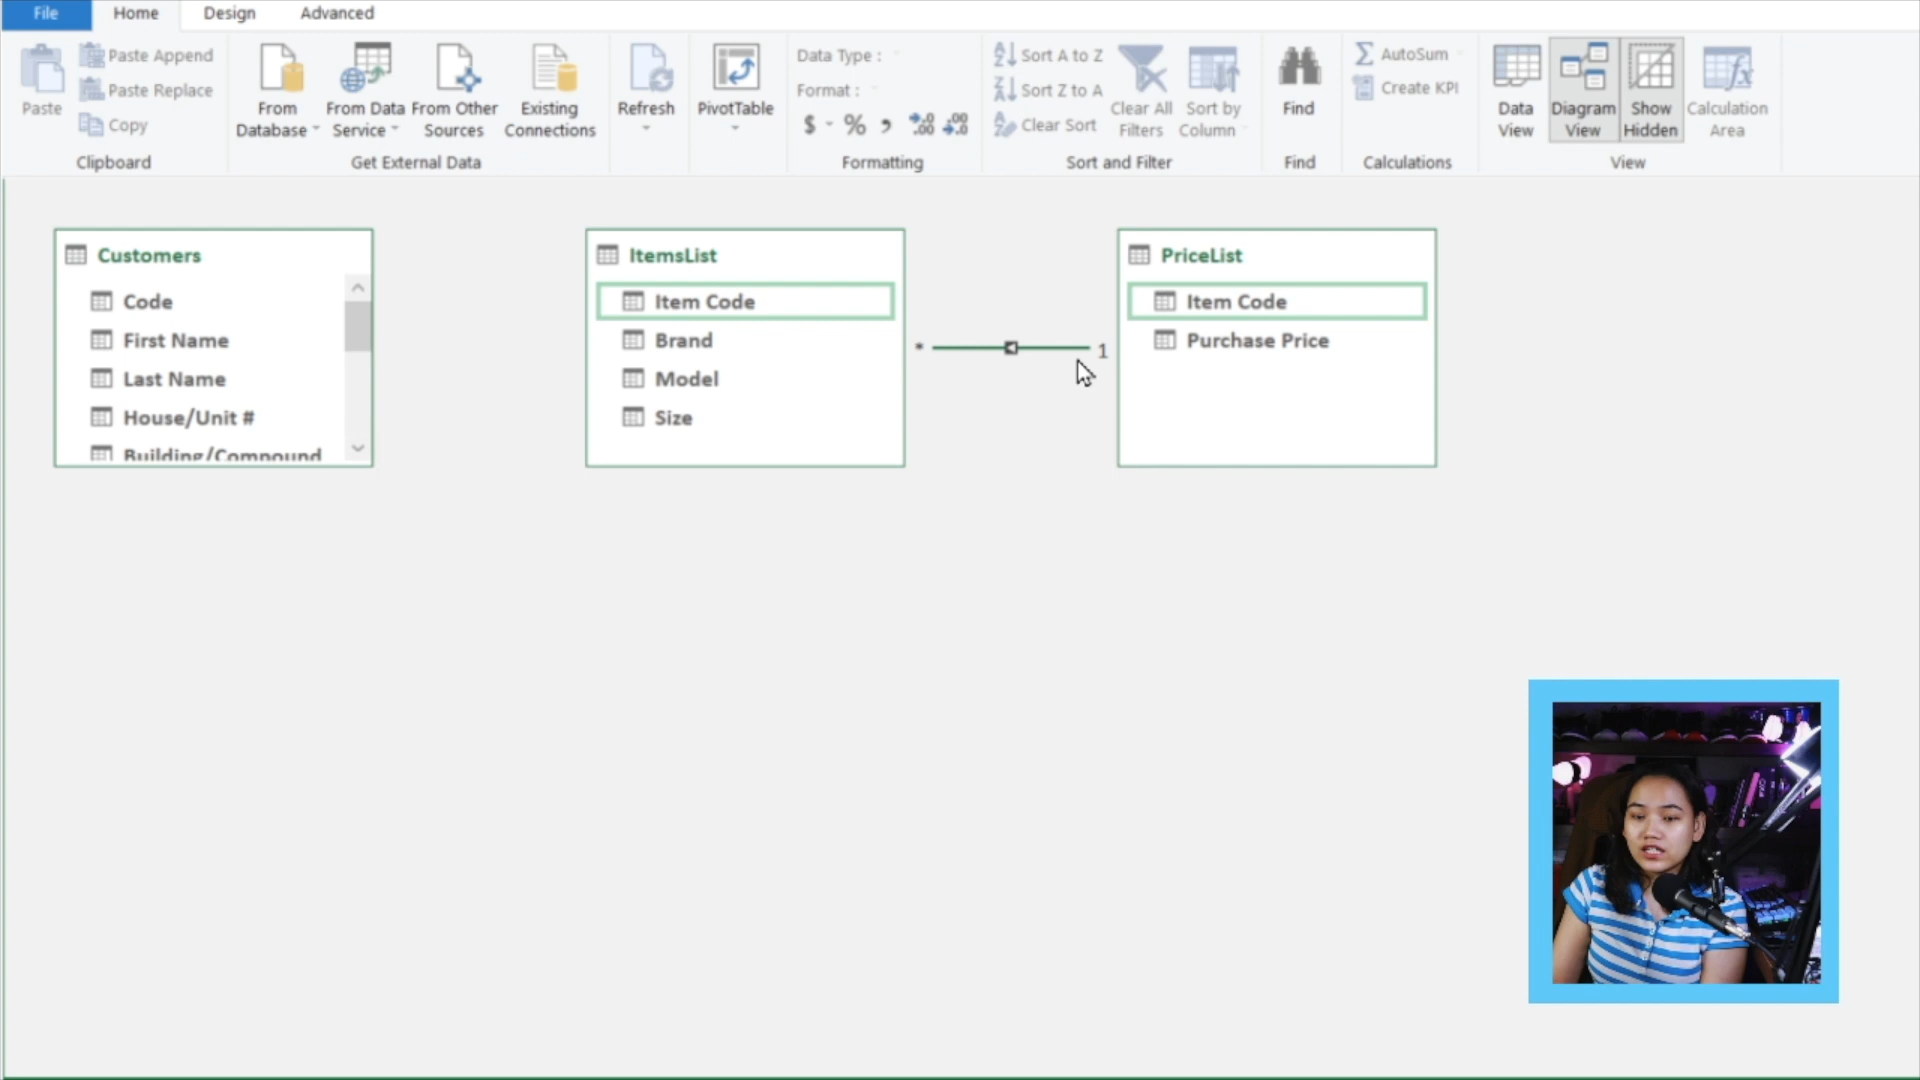 File Home Design Advanced
Paste
Paste Append
Paste Replace
Copy
Clipboard
From Database
From Data Service
From Other Sources
Existing Connections
Get External Data
Refresh
PivotTable
Data Type :
Format :
$ % , .0 .00 .00 .0
Formatting
Sort A to Z
Sort Z to A
Clear Sort
Clear All Filters
Sort by Column
Sort and Filter
Find
Find
AutoSum
Create KPI
Calculations
Data View
Diagram View
Show Hidden
Calculation Area
View
Customers
Code
First Name
Last Name
House/Unit #
Building/Compound
ItemsList
Item Code
Brand
Model
Size
* 1
PriceList
Item Code
Purchase Price